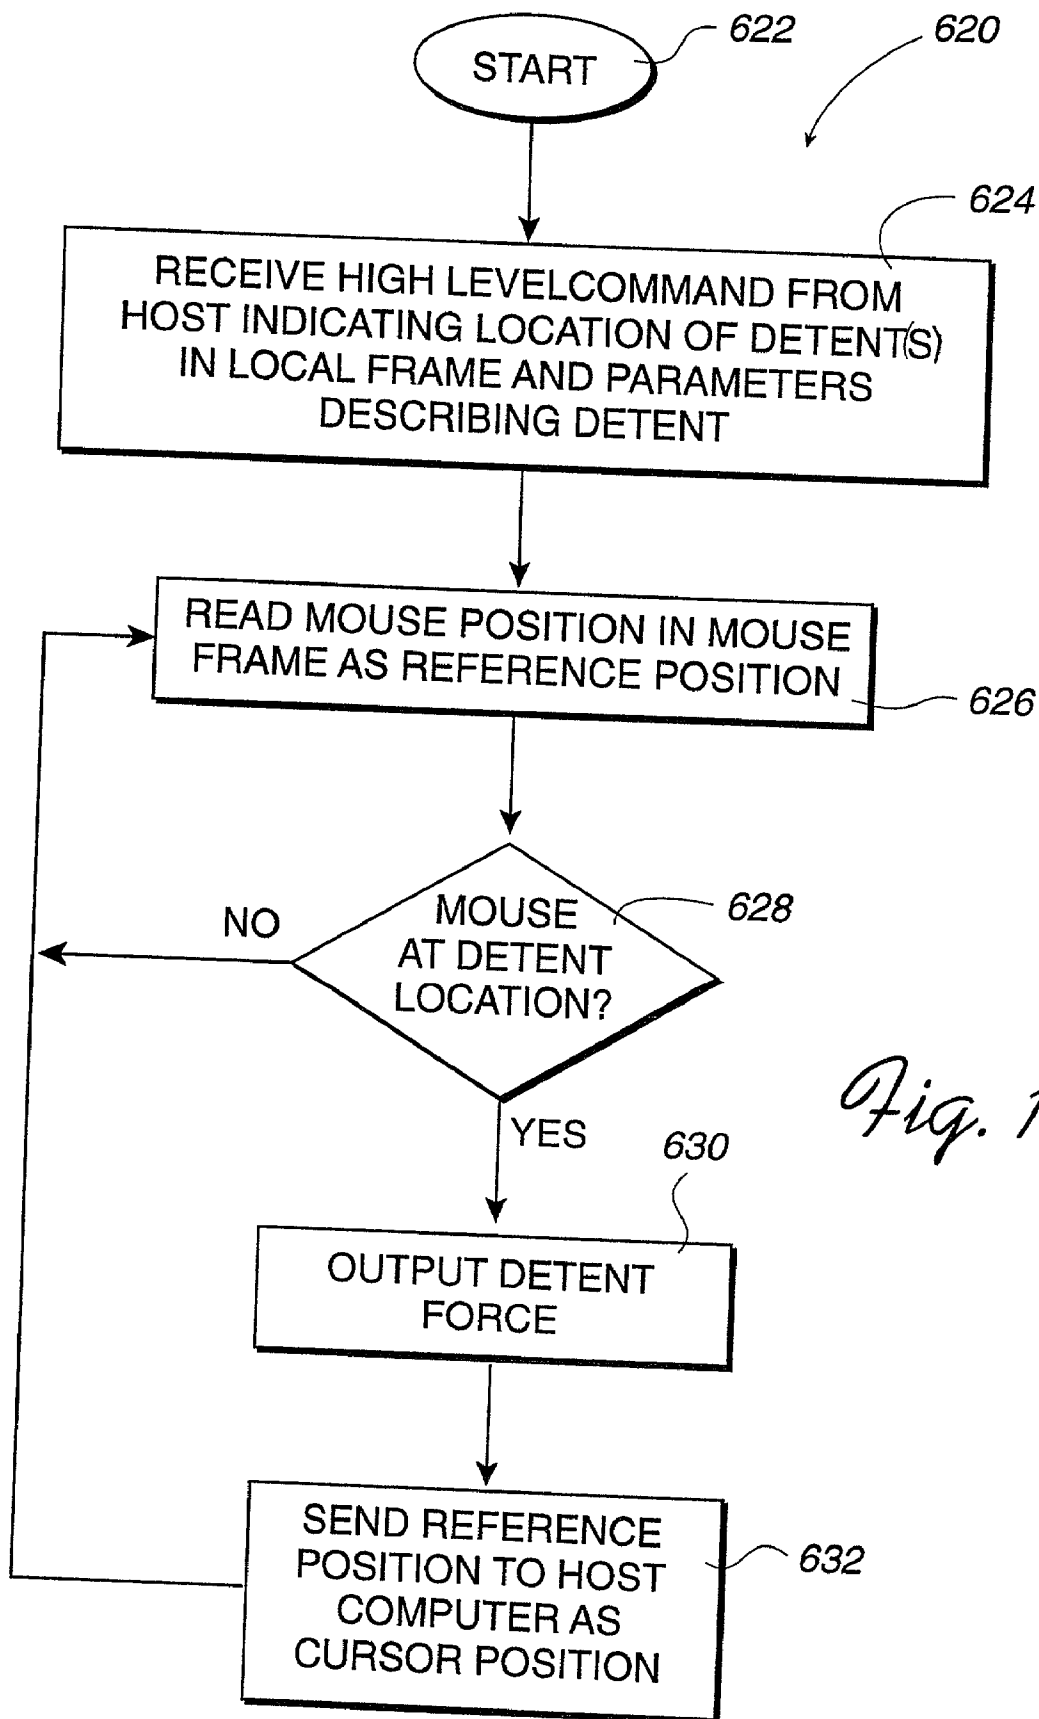 622
620
START
624
RECEIVE HIGH LEVELCOMMAND FROM
HOST INDICATING LOCATION OF DETENT(S)
IN LOCAL FRAME AND PARAMETERS
DESCRIBING DETENT
READ MOUSE POSITION IN MOUSE
FRAME AS REFERENCE POSITION
626
MOUSE
AT DETENT
LOCATION?
628
NO
YES
Fig. 1
630
OUTPUT DETENT
FORCE
SEND REFERENCE
POSITION TO HOST
COMPUTER AS
CURSOR POSITION
632